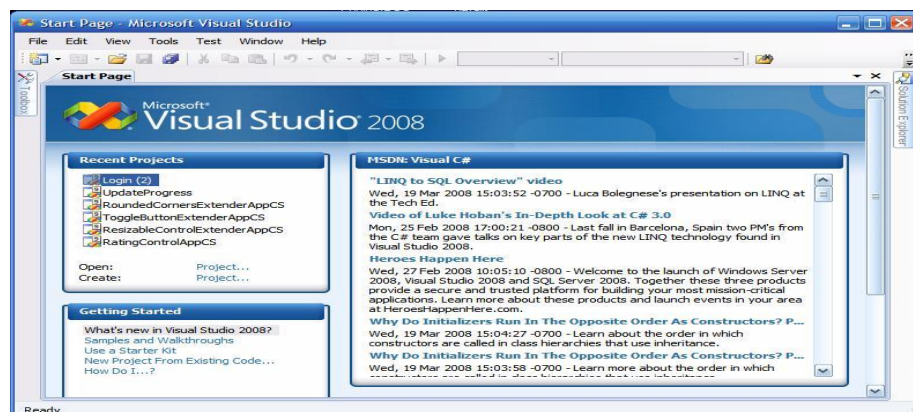 Start Page - Microsoft Visual Studio
File Edit View Tools Test Window Help
Start Page
Toolbox
Solution Explorer
Microsoft®
Visual Studio® 2008
Recent Projects
Login (2)
UpdateProgress
RoundedCornersExtenderAppCS
ToggleButtonExtenderAppCS
ResizableControlExtenderAppCS
RatingControlAppCS
Open: Project...
Create: Project...
Getting Started
What's new in Visual Studio 2008?
Samples and Walkthroughs
Use a Starter Kit
New Project From Existing Code...
How Do I...?
MSDN: Visual C#
"LINQ to SQL Overview" video
Wed, 19 Mar 2008 15:03:52 -0700 - Luca Bolegnese's presentation on LINQ at
the Tech Ed.
Video of Luke Hoban's In-Depth Look at C# 3.0
Mon, 25 Feb 2008 17:00:21 -0800 - Last fall in Barcelona, Spain two PM's from
the C# team gave talks on key parts of the new LINQ technology found in
Visual Studio 2008.
Heroes Happen Here
Wed, 27 Feb 2008 10:05:10 -0800 - Welcome to the launch of Windows Server
2008, Visual Studio 2008 and SQL Server 2008. Together these three products
provide a secure and trusted platform for building your most mission-critical
applications. Learn more about these products and launch events in your area
at HeroesHappenHere.com.
Why Do Initializers Run In The Opposite Order As Constructors? P...
Wed, 19 Mar 2008 15:04:27 -0700 - Learn about the order in which
constructors are called in class hierarchies that use inheritance.
Why Do Initializers Run In The Opposite Order As Constructors? P...
Wed, 19 Mar 2008 15:03:58 -0700 - Learn more about the order in which
constructors are called in class hierarchies that use inheritance.
Ready